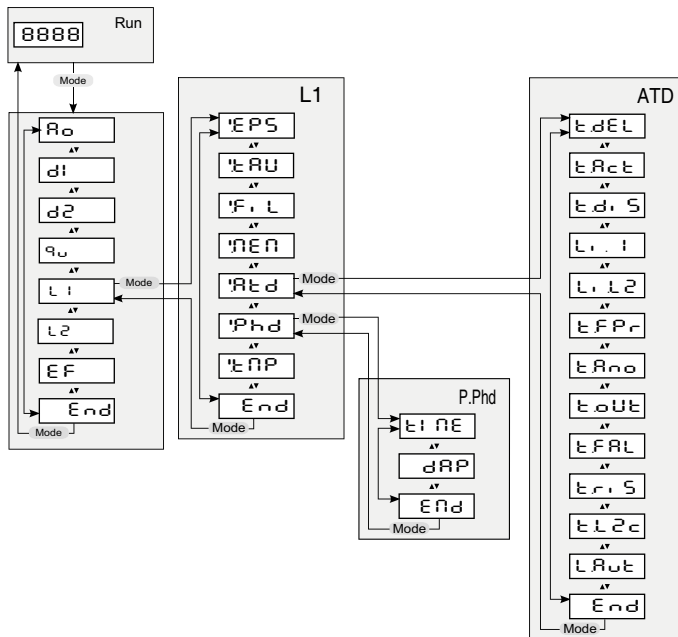 Run
8888
Mode
Ao
d1
d2
qu
L1
L2
EF
End
Mode
L1
'.EPS
'.tAU
'.FiL
'.MEM
'.Atd
'.Phd
'.tMP
End
Mode
Mode
Mode
Mode
P.Phd
tIME
dAP
End
Mode
ATD
t.dEL
t.Act
t.diS
Li.1
Li.L2
t.FPr
t.Ano
t.oUt
t.FAL
t.riS
t.L2c
L.Aut
End
Mode